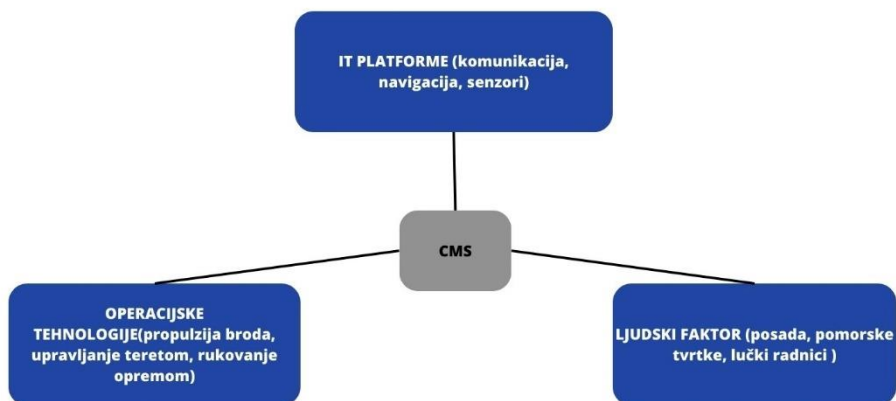 IT PLATFORME (komunikacija,
navigacija, senzori)
CMS
OPERACIJSKE
TEHNOLOGIJE(propulzija broda,
upravljanje teretom, rukovanje
opremom)
LJUDSKI FAKTOR (posada, pomorske
tvrtke, lučki radnici )